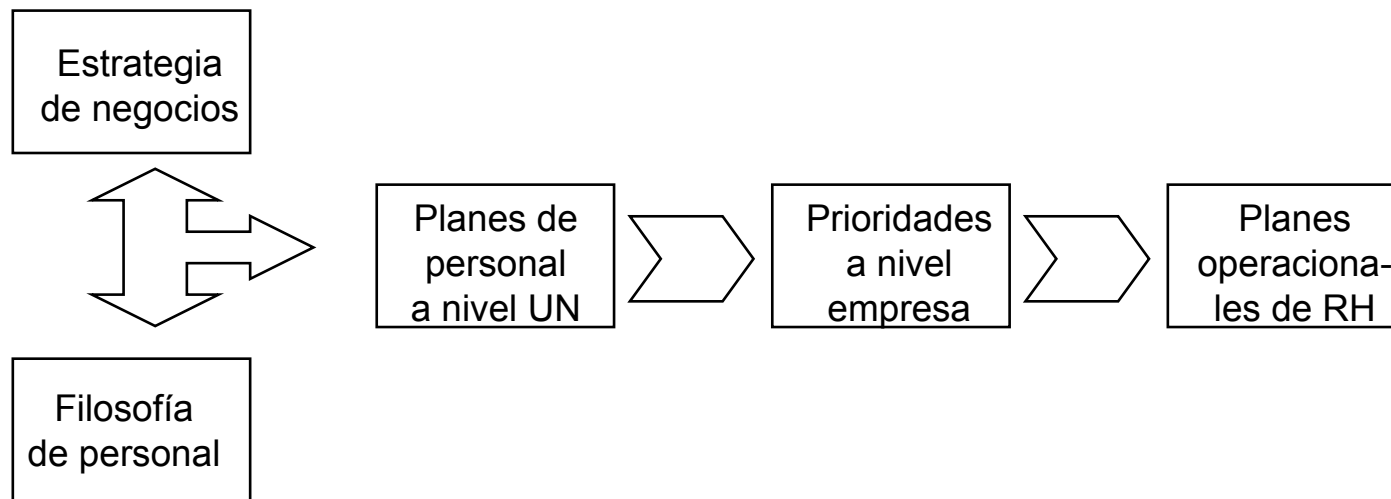 Estrategia
de negocios
Planes de
personal
a nivel UN
Prioridades
a nivel
empresa
Planes
operaciona-
les de RH
Filosofía
de personal